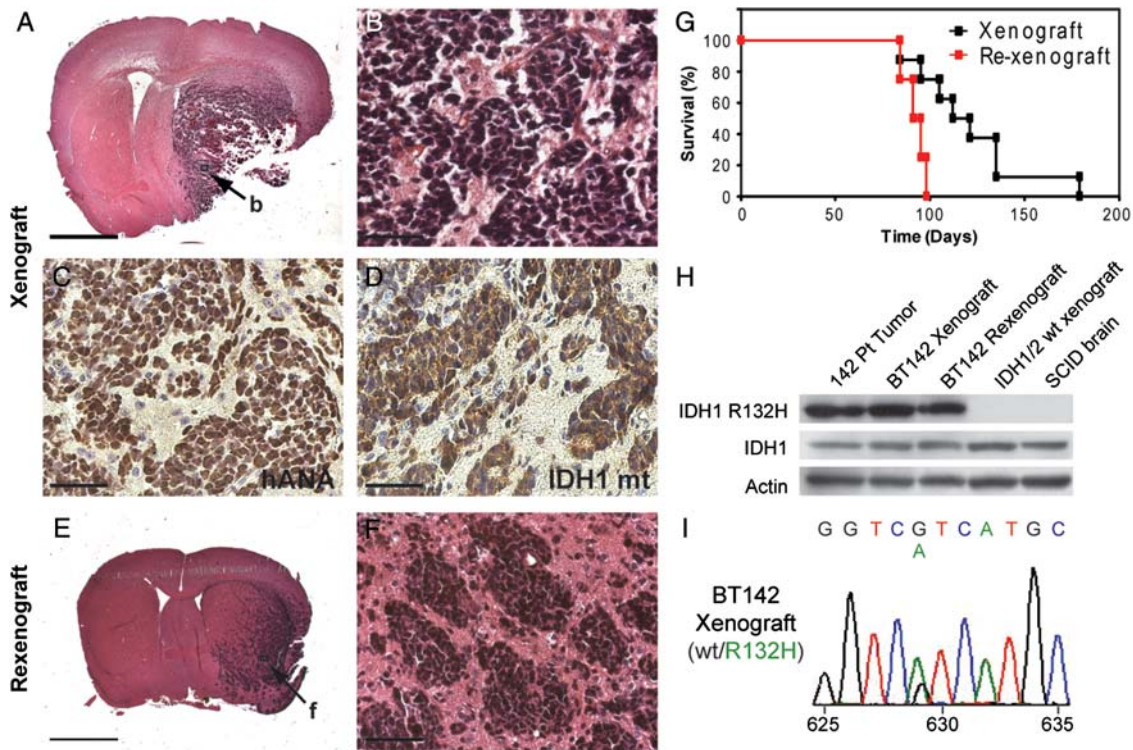 A
B
b
Xenograft
C
hANA
D
IDH1 mt
E
f
Rexenograft
F
G
Xenograft
Re-xenograft
Survival (%)
100
80
60
40
20
0
0
50
100
150
200
Time (Days)
H
142 Pt Tumor
BT142 Xenograft
BT142 Rexenograft
IDH1/2 wt xenograft
SCID brain
IDH1 R132H
IDH1
Actin
I
G G T C G T C A T G C
A
BT142
Xenograft
(wt/R132H)
625
630
635